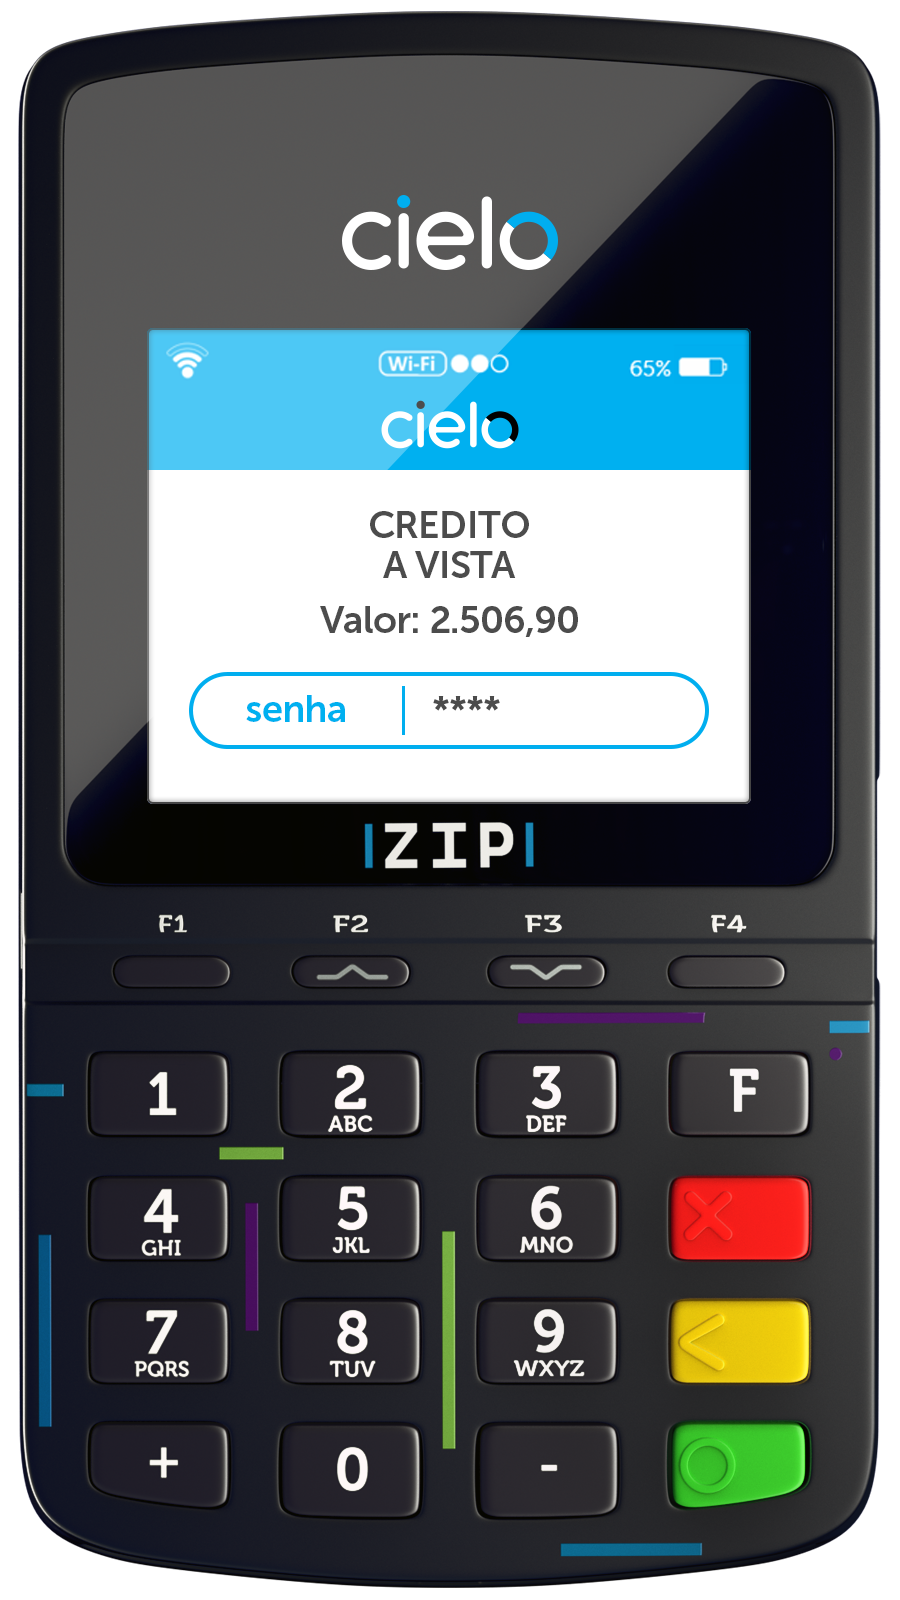 cielo
Wi-Fi 65%
cielo
CREDITO
A VISTA
Valor: 2.506,90
senha ****
ZIP
F1 F2 F3 F4
1 2 3 F
ABC DEF
4 5 6
GHI JKL MNO
7 8 9
PQRS TUV WXYZ
+ 0 -